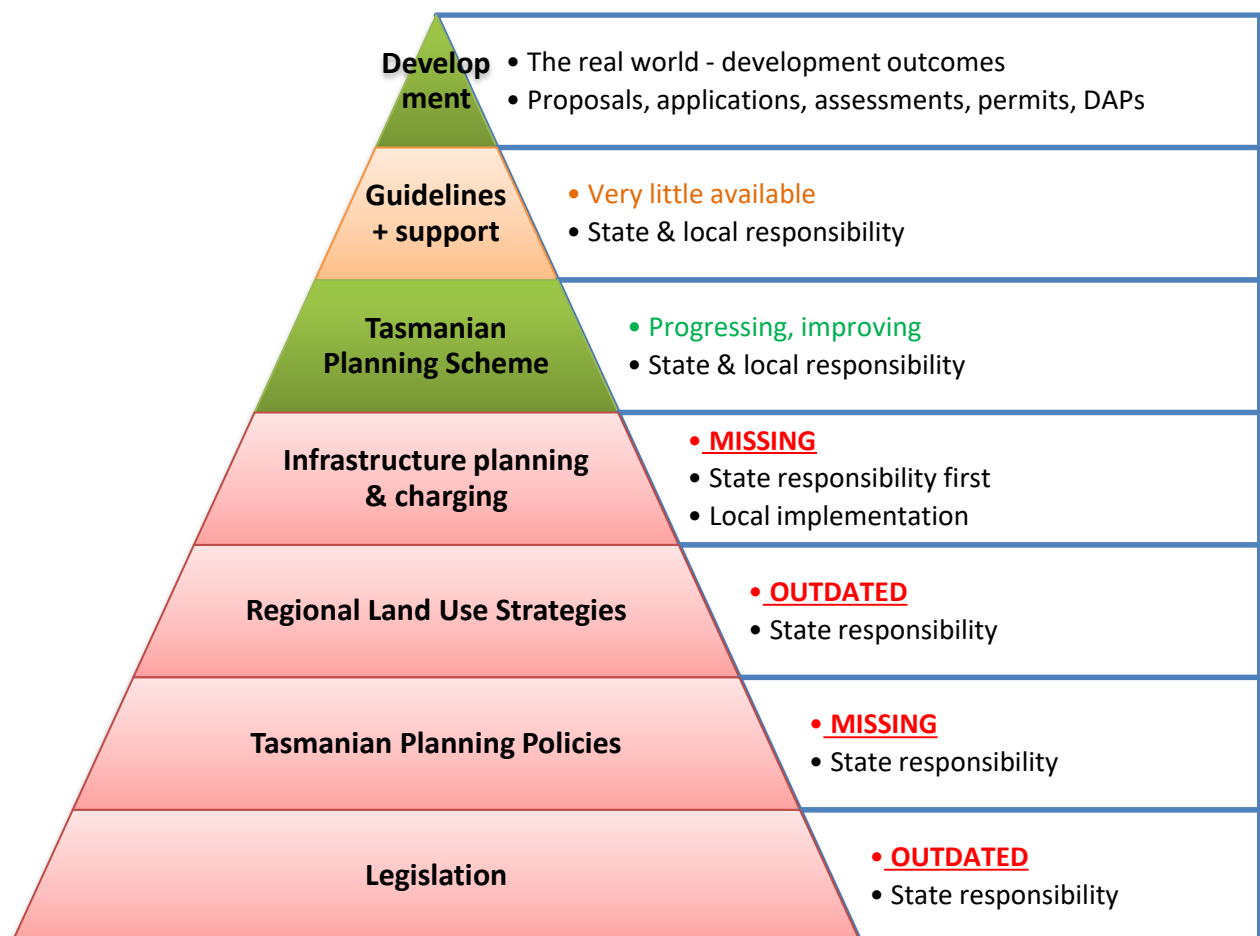 Develop
ment
• The real world - development outcomes
• Proposals, applications, assessments, permits, DAPs
Guidelines
+ support
• Very little available
• State & local responsibility
Tasmanian
Planning Scheme
• Progressing, improving
• State & local responsibility
Infrastructure planning
& charging
• MISSING
• State responsibility first
• Local implementation
Regional Land Use Strategies
• OUTDATED
• State responsibility
Tasmanian Planning Policies
• MISSING
• State responsibility
Legislation
• OUTDATED
• State responsibility